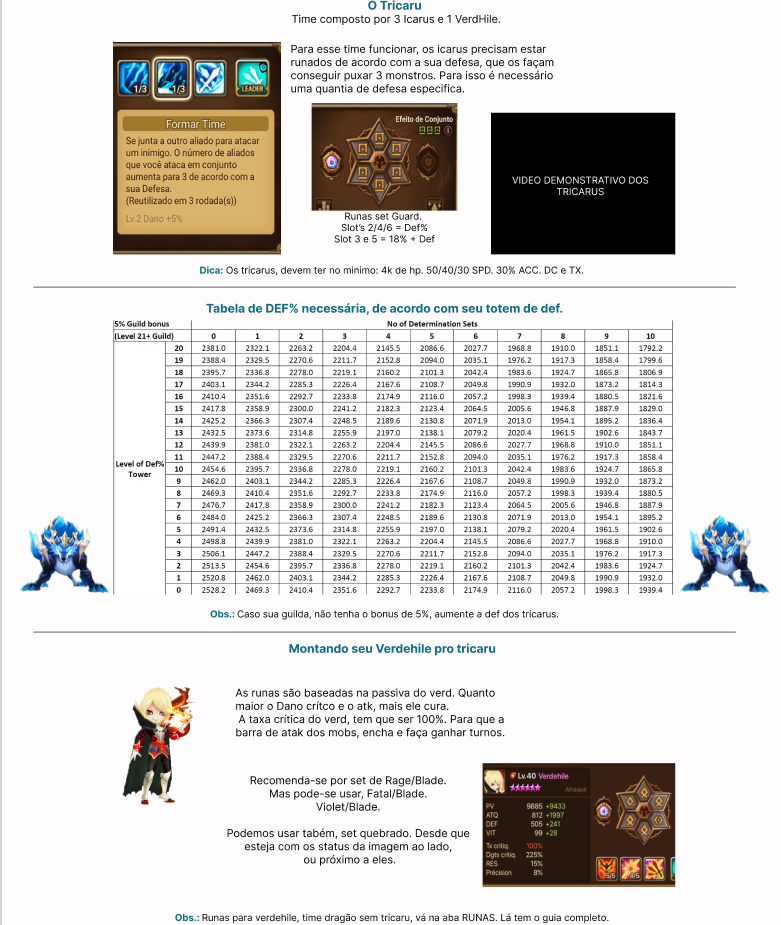 O Tricaru
Time composto por 3 Icarus e 1 VerdHile.
1/3
1/3
LEADER
Formar Time
Se junta a outro aliado para atacar
um inimigo. O número de aliados
que você ataca em conjunto
aumenta para 3 de acordo com a
sua Defesa.
(Reutilizado em 3 rodada(s))
Lv.2 Dano +5%
Para esse time funcionar, os icarus precisam estar
runados de acordo com a sua defesa, que os façam
conseguir puxar 3 monstros. Para isso é necessário
uma quantia de defesa especifica.
Efeito de Conjunto
Runas set Guard.
Slot's 2/4/6 = Def%
Slot 3 e 5 = 18% + Def
VIDEO DEMONSTRATIVO DOS
TRICARUS
Dica: Os tricarus, devem ter no minimo: 4k de hp. 50/40/30 SPD. 30% ACC. DC e TX.
Tabela de DEF% necessária, de acordo com seu totem de def.
5% Guild bonus No of Determination Sets
(Level 21+ Guild) 0 1 2 3 4 5 6 7 8 9 10
20 2381.0 2322.1 2263.2 2204.4 2145.5 2086.6 2027.7 1968.8 1910.0 1851.1 1792.2
19 2388.4 2329.5 2270.6 2211.7 2152.8 2094.0 2035.1 1976.2 1917.3 1858.4 1799.6
18 2395.7 2336.8 2278.0 2219.1 2160.2 2101.3 2042.4 1983.6 1924.7 1865.8 1806.9
17 2403.1 2344.2 2285.3 2226.4 2167.6 2108.7 2049.8 1990.9 1932.0 1873.2 1814.3
16 2410.4 2351.6 2292.7 2233.8 2174.9 2116.0 2057.2 1998.3 1939.4 1880.5 1821.6
15 2417.8 2358.9 2300.0 2241.2 2182.3 2123.4 2064.5 2005.6 1946.8 1887.9 1829.0
14 2425.2 2366.3 2307.4 2248.5 2189.6 2130.8 2071.9 2013.0 1954.1 1895.2 1836.4
13 2432.5 2373.6 2314.8 2255.9 2197.0 2138.1 2079.2 2020.4 1961.5 1902.6 1843.7
12 2439.9 2381.0 2322.1 2263.2 2204.4 2145.5 2086.6 2027.7 1968.8 1910.0 1851.1
11 2447.2 2388.4 2329.5 2270.6 2211.7 2152.8 2094.0 2035.1 1976.2 1917.3 1858.4
Level of Def%
Tower
10 2454.6 2395.7 2336.8 2278.0 2219.1 2160.2 2101.3 2042.4 1983.6 1924.7 1865.8
9 2462.0 2403.1 2344.2 2285.3 2226.4 2167.6 2108.7 2049.8 1990.9 1932.0 1873.2
8 2469.3 2410.4 2351.6 2292.7 2233.8 2174.9 2116.0 2057.2 1998.3 1939.4 1880.5
7 2476.7 2417.8 2358.9 2300.0 2241.2 2182.3 2123.4 2064.5 2005.6 1946.8 1887.9
6 2484.0 2425.2 2366.3 2307.4 2248.5 2189.6 2130.8 2071.9 2013.0 1954.1 1895.2
5 2491.4 2432.5 2373.6 2314.8 2255.9 2197.0 2138.1 2079.2 2020.4 1961.5 1902.6
4 2498.8 2439.9 2381.0 2322.1 2263.2 2204.4 2145.5 2086.6 2027.7 1968.8 1910.0
3 2506.1 2447.2 2388.4 2329.5 2270.6 2211.7 2152.8 2094.0 2035.1 1976.2 1917.3
2 2513.5 2454.6 2395.7 2336.8 2278.0 2219.1 2160.2 2101.3 2042.4 1983.6 1924.7
1 2520.8 2462.0 2403.1 2344.2 2285.3 2226.4 2167.6 2108.7 2049.8 1990.9 1932.0
0 2528.2 2469.3 2410.4 2351.6 2292.7 2233.8 2174.9 2116.0 2057.2 1998.3 1939.4
Obs.: Caso sua guilda, não tenha o bonus de 5%, aumente a def dos tricarus.
Montando seu Verdehile pro tricaru
As runas são baseadas na passiva do verd. Quanto
maior o Dano crítco e o atk, mais ele cura.
A taxa crítica do verd, tem que ser 100%. Para que a
barra de atak dos mobs, encha e faça ganhar turnos.
Recomenda-se por set de Rage/Blade.
Mas pode-se usar, Fatal/Blade.
Violet/Blade.
Podemos usar tabém, set quebrado. Desde que
esteja com os status da imagem ao lado,
ou próximo a eles.
Lv.40 Verdehile
Attaque
PV 9885 +9433
ATQ 812 +1997
DEF 505 +241
VIT 99 +28
Tx critiq. 100%
Dgts critiq. 225%
RES 15%
Précision 8%
5/5
4/5
Obs.: Runas para verdehile, time dragão sem tricaru, vá na aba RUNAS. Lá tem o guia completo.